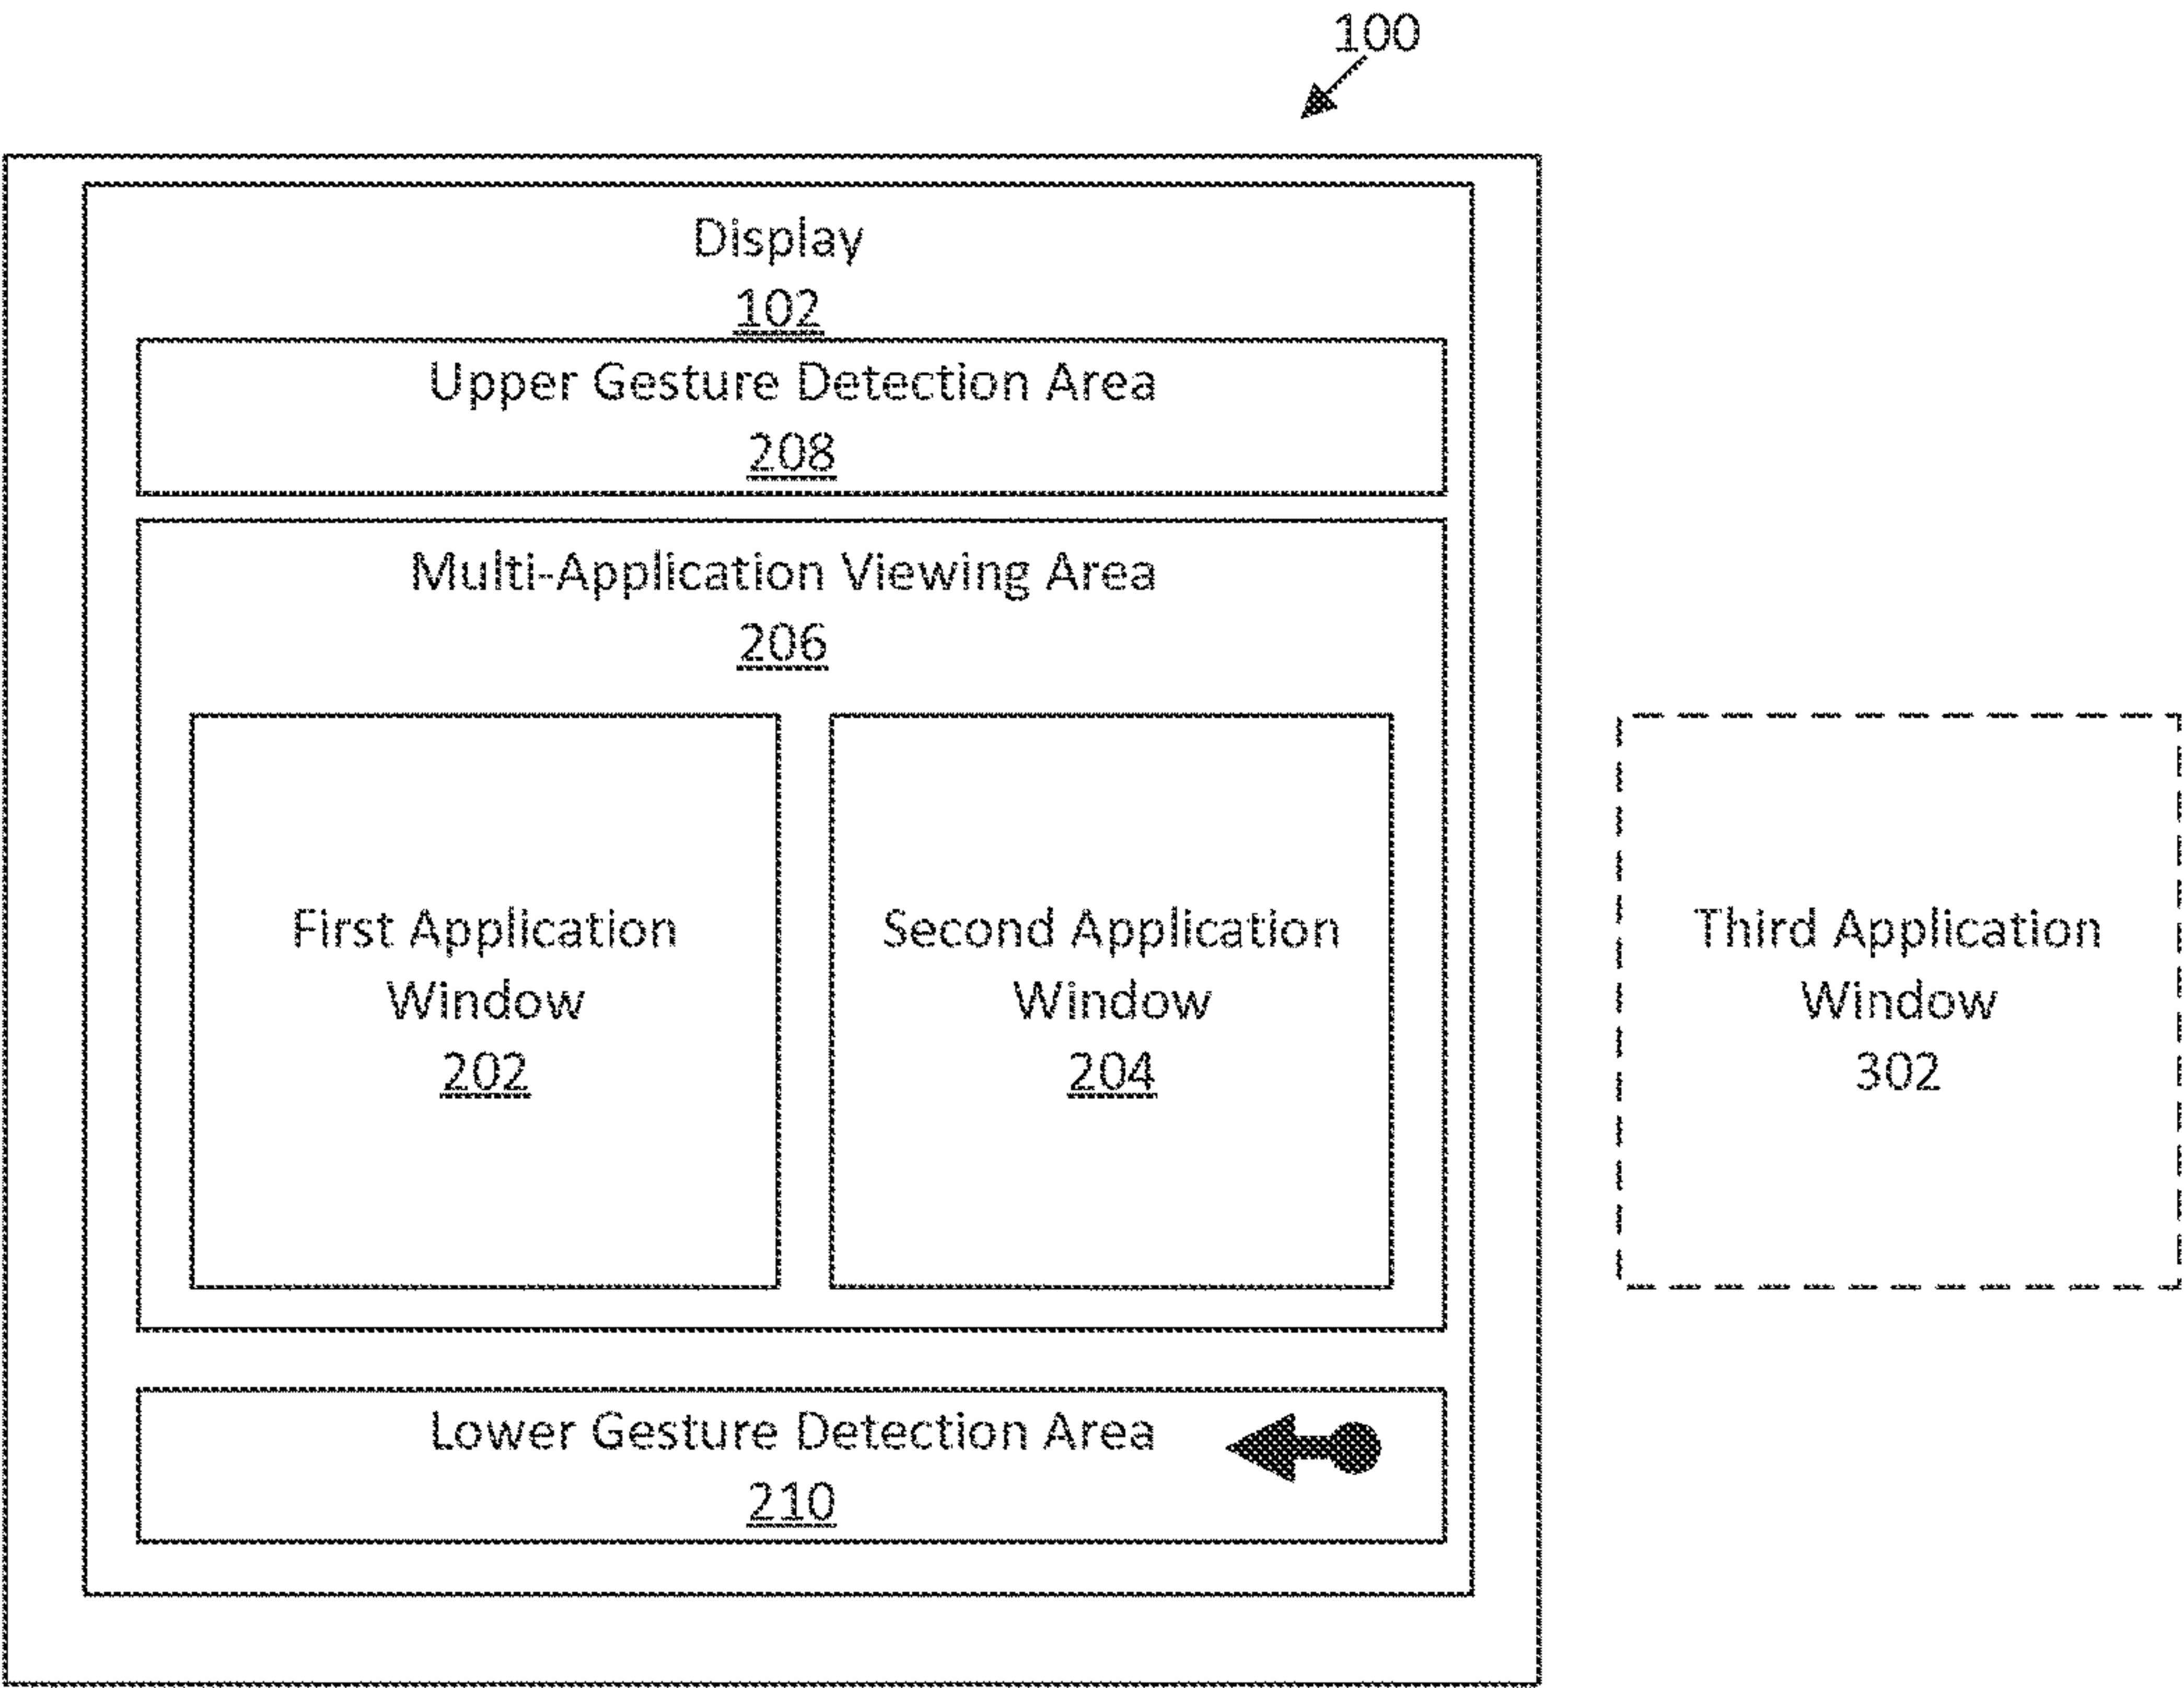 100
Display
102
Upper Gesture Detection Area
208
Multi-Application Viewing Area
206
First Application
Window
202
Second Application
Window
204
Third Application
Window
302
Lower Gesture Detection Area
210